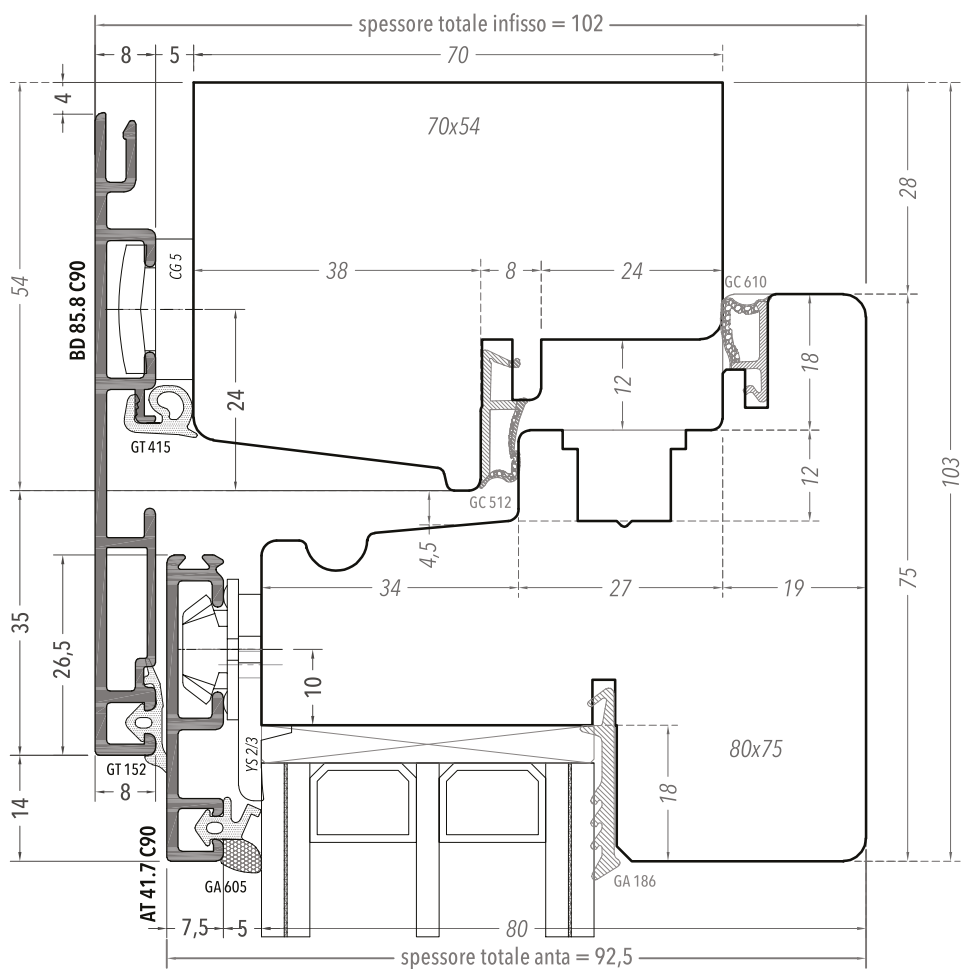 spessore totale infisso = 102
8
5
70
4
70x54
28
54
BD 85.8 C90
CG 5
38
8
24
GC 610
18
12
24
GT 415
103
12
GC 512
4,5
34
27
19
75
35
26,5
10
80x75
YS 2/3
GT 152
8
18
14
AT 41.7 C90
GA 605
GA 186
7,5
5
80
spessore totale anta = 92,5